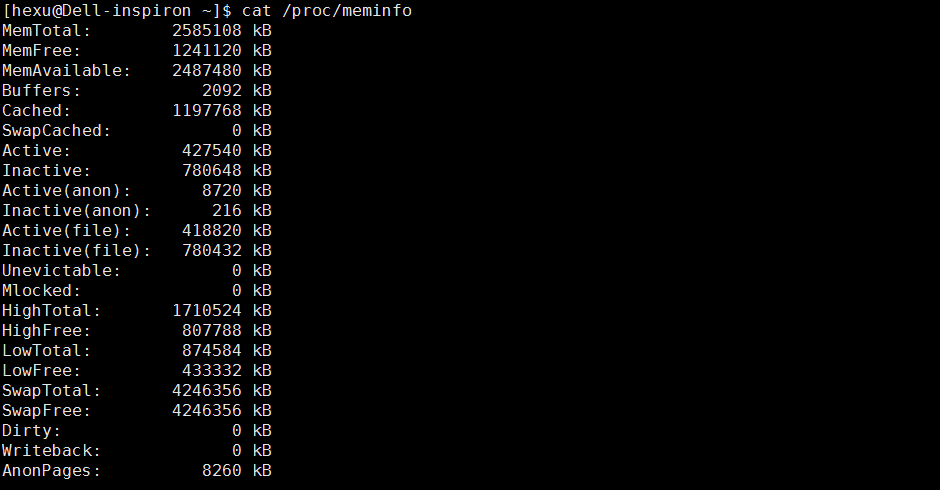 [hexu@Dell-inspiron ~]$ cat /proc/meminfo
MemTotal:        2585108 kB
MemFree:         1241120 kB
MemAvailable:    2487480 kB
Buffers:            2092 kB
Cached:          1197768 kB
SwapCached:            0 kB
Active:           427540 kB
Inactive:         780648 kB
Active(anon):       8720 kB
Inactive(anon):      216 kB
Active(file):     418820 kB
Inactive(file):   780432 kB
Unevictable:           0 kB
Mlocked:               0 kB
HighTotal:       1710524 kB
HighFree:         807788 kB
LowTotal:         874584 kB
LowFree:          433332 kB
SwapTotal:       4246356 kB
SwapFree:        4246356 kB
Dirty:                 0 kB
Writeback:             0 kB
AnonPages:          8260 kB